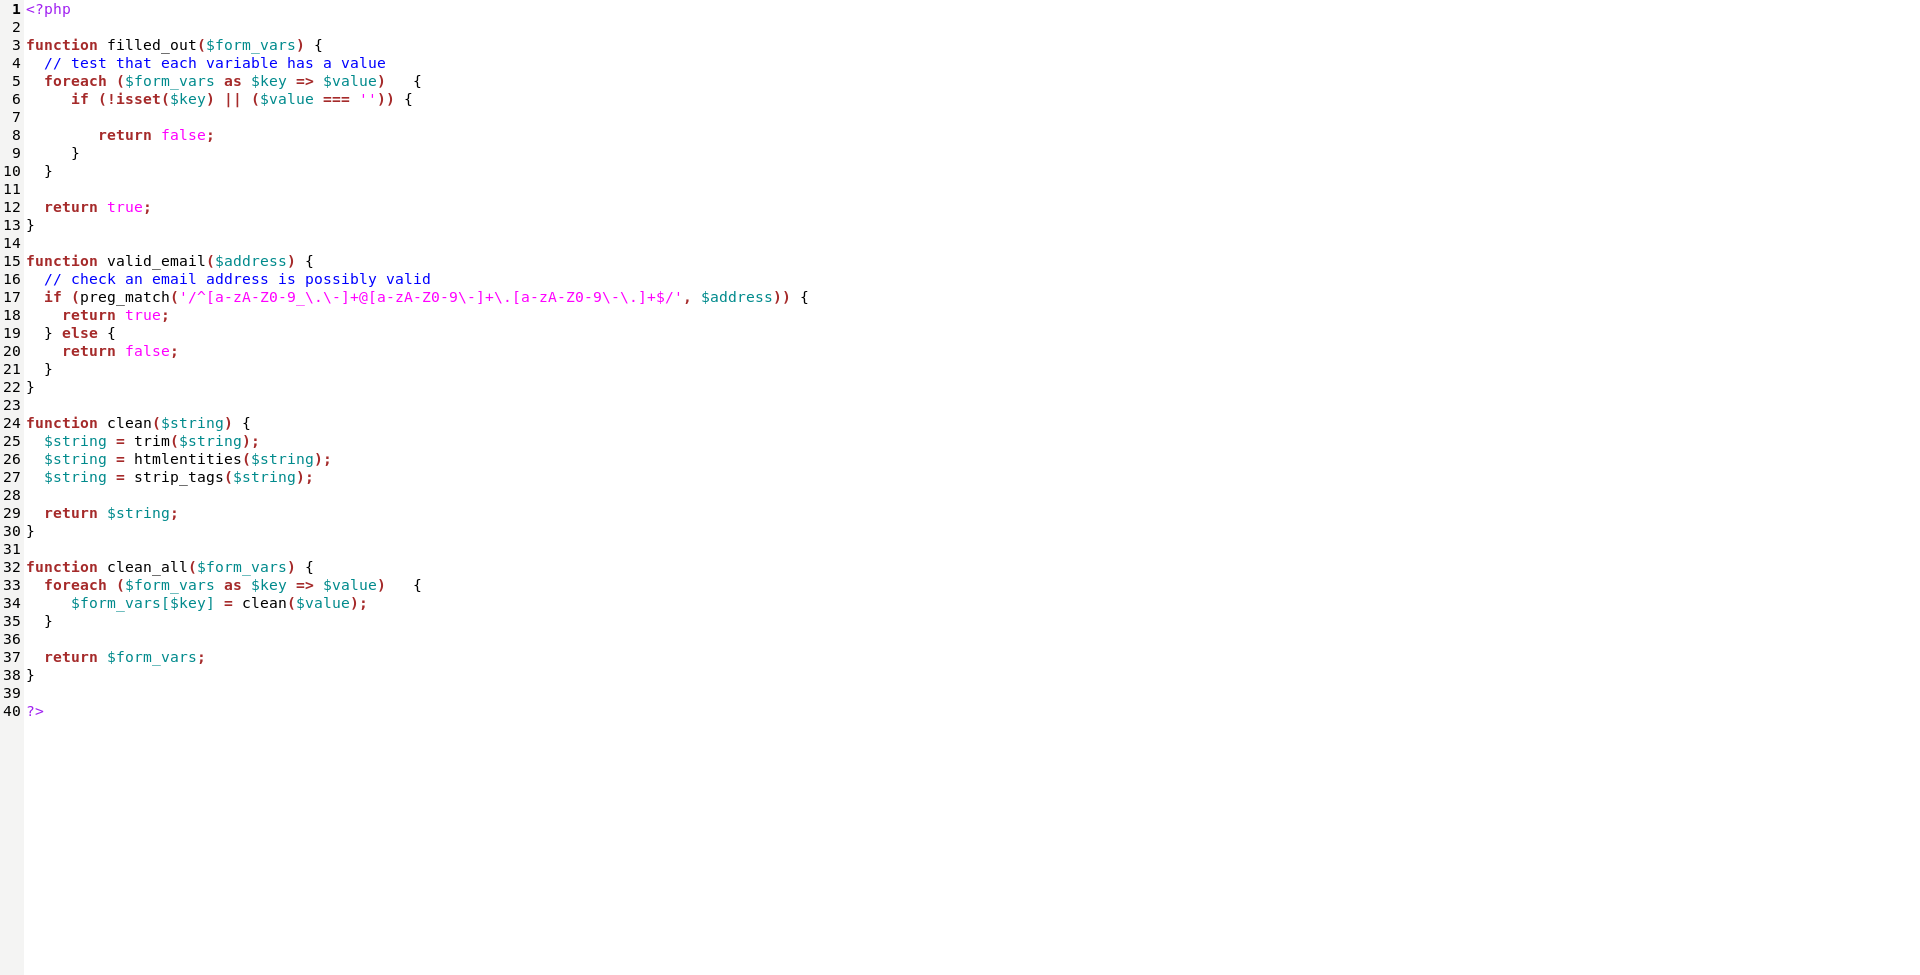 1 <?php
2
3 function filled_out($form_vars) {
4   // test that each variable has a value
5   foreach ($form_vars as $key => $value)   {
6      if (!isset($key) || ($value === '')) {
7
8         return false;
9      }
10   }
11
12   return true;
13 }
14
15 function valid_email($address) {
16   // check an email address is possibly valid
17   if (preg_match('/^[a-zA-Z0-9_\.\-]+@[a-zA-Z0-9\-]+\.[a-zA-Z0-9\-\.]+$/', $address)) {
18     return true;
19   } else {
20     return false;
21   }
22 }
23
24 function clean($string) {
25   $string = trim($string);
26   $string = htmlentities($string);
27   $string = strip_tags($string);
28
29   return $string;
30 }
31
32 function clean_all($form_vars) {
33   foreach ($form_vars as $key => $value)   {
34      $form_vars[$key] = clean($value);
35   }
36
37   return $form_vars;
38 }
39
40 ?>